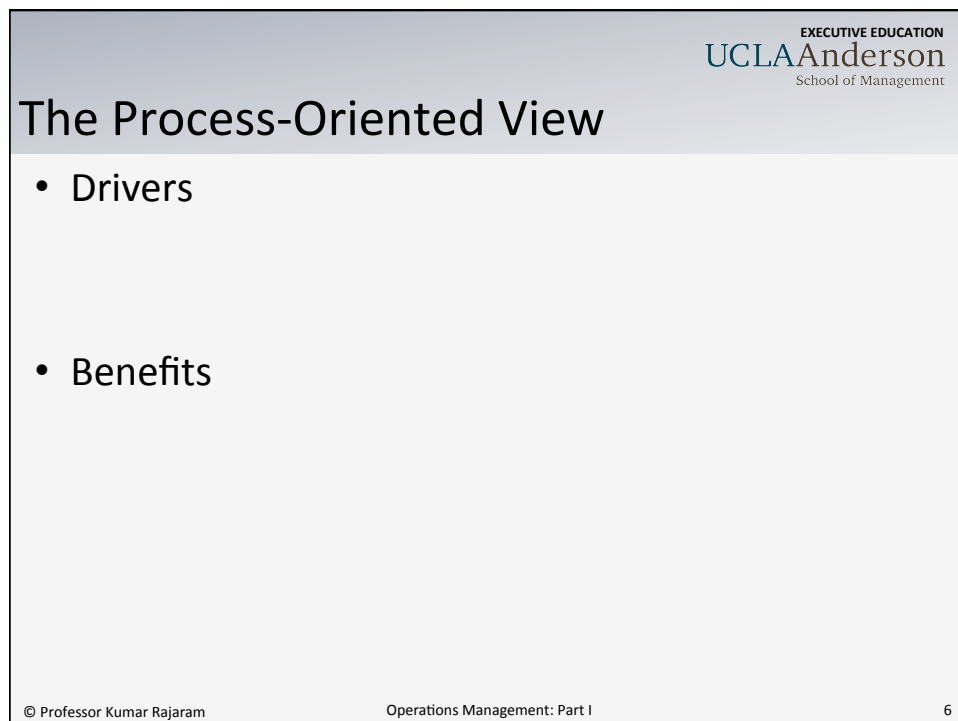 EXECUTIVE EDUCATION
UCLAAnderson
School of Management
The Process-Oriented View
• Drivers
• Benefits
© Professor Kumar Rajaram
Operations Management: Part I
6